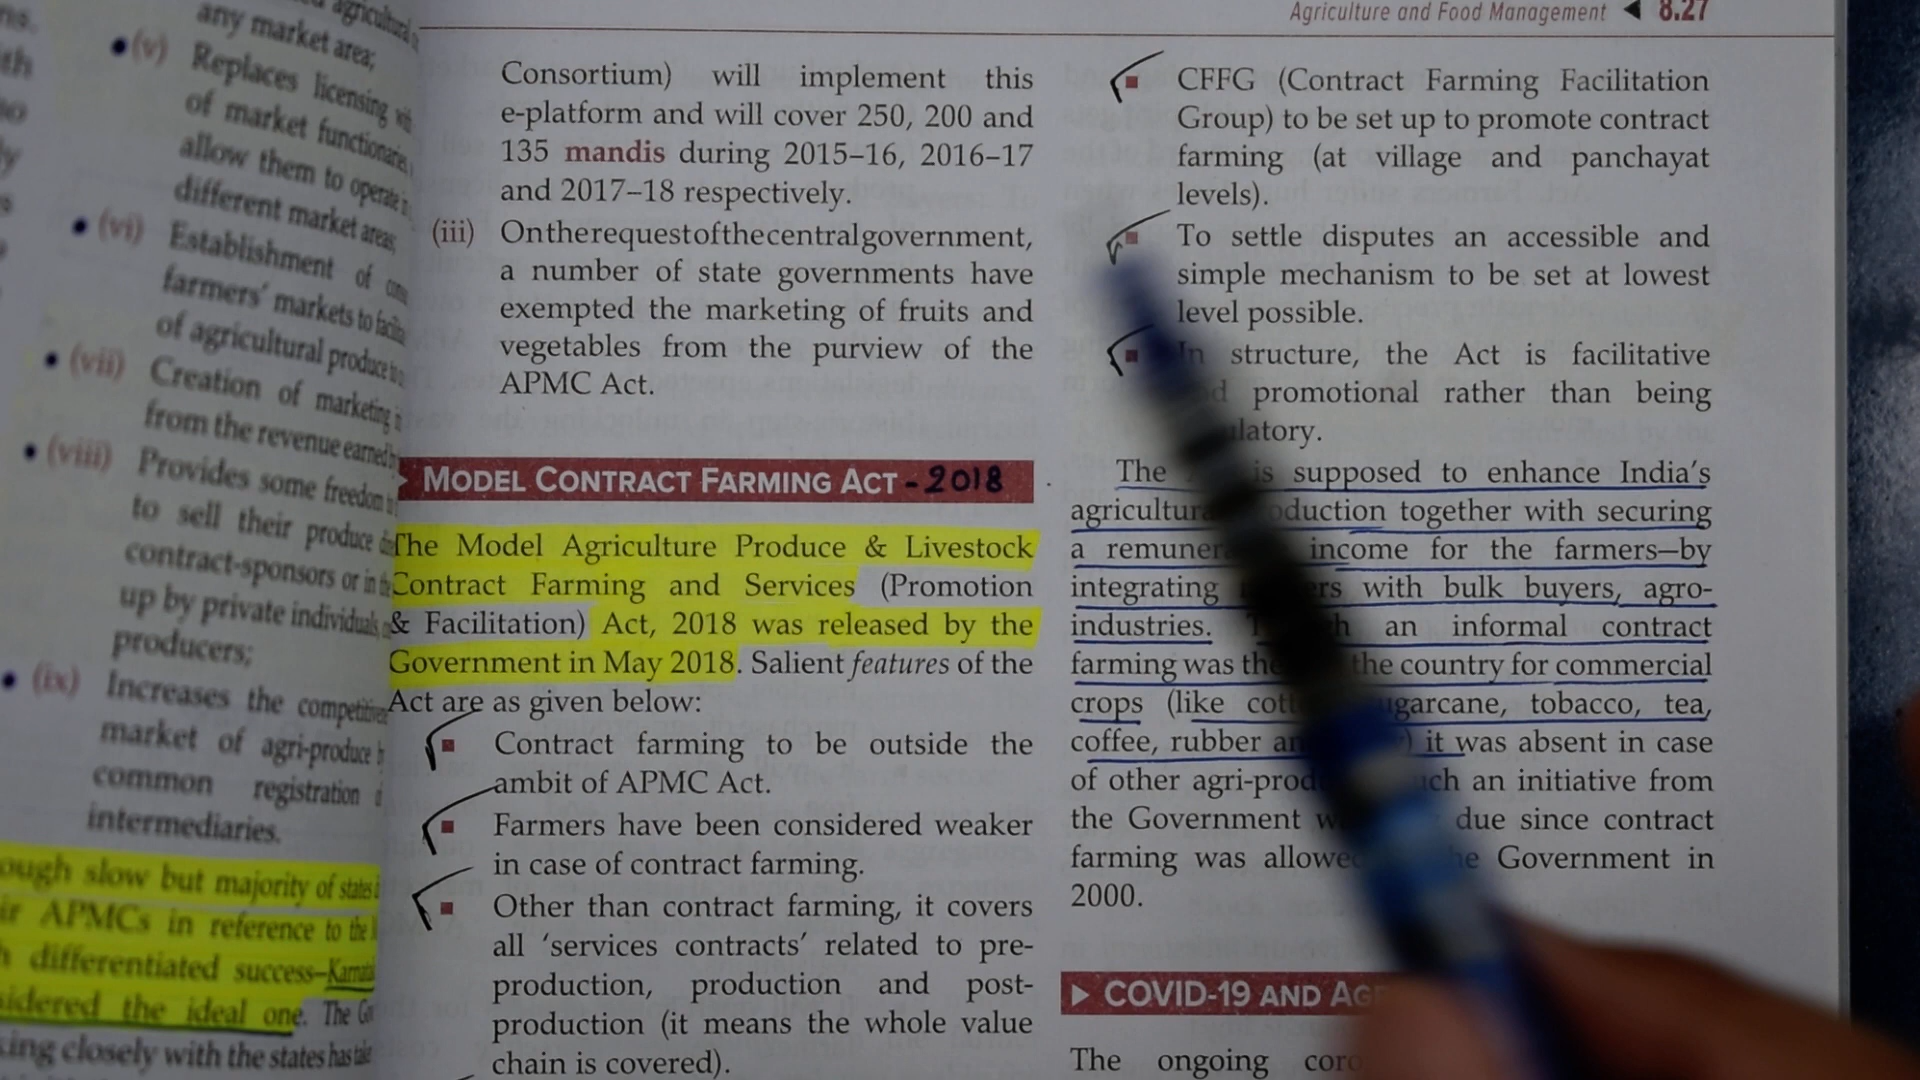 any market area;
(v) Replaces licensing
of market functionaries
allow them to operate in
different market areas;
(vi) Establishment of
farmers' markets to
of agricultural produce
(vii) Creation of marketing
from the revenue earned
(viii) Provides some freedom
to sell their produce
contract-sponsors or in
up by private individuals
producers;
(ix) Increases the
market of agri-produce
common registration
intermediaries.
slow but majority of states
APMCs in reference to the
differentiated success—
the ideal one. The
closely with the states has
Agriculture and Food Management ◀ 8.27
Consortium) will implement this
e-platform and will cover 250, 200 and
135 mandis during 2015–16, 2016–17
and 2017–18 respectively.
(iii) On the request of the central government,
a number of state governments have
exempted the marketing of fruits and
vegetables from the purview of the
APMC Act.
MODEL CONTRACT FARMING ACT - 2018
The Model Agriculture Produce & Livestock
Contract Farming and Services (Promotion
& Facilitation) Act, 2018 was released by the
Government in May 2018. Salient features of the
Act are as given below:
▪ Contract farming to be outside the
ambit of APMC Act.
▪ Farmers have been considered weaker
in case of contract farming.
▪ Other than contract farming, it covers
all 'services contracts' related to pre-
production, production and post-
production (it means the whole value
chain is covered).
▪ CFFG (Contract Farming Facilitation
Group) to be set up to promote contract
farming (at village and panchayat
levels).
▪ To settle disputes an accessible and
simple mechanism to be set at lowest
level possible.
▪ In structure, the Act is facilitative
promotional rather than being
The is supposed to enhance India's
together with securing
a income for the farmers—by
integrating with bulk buyers, agro-
industries. an informal contract
farming was the country for commercial
crops (like tobacco, tea,
coffee, rubber it was absent in case
of other an initiative from
the Government due since contract
farming was Government in
2000.
▶ COVID-19 AND
The ongoing